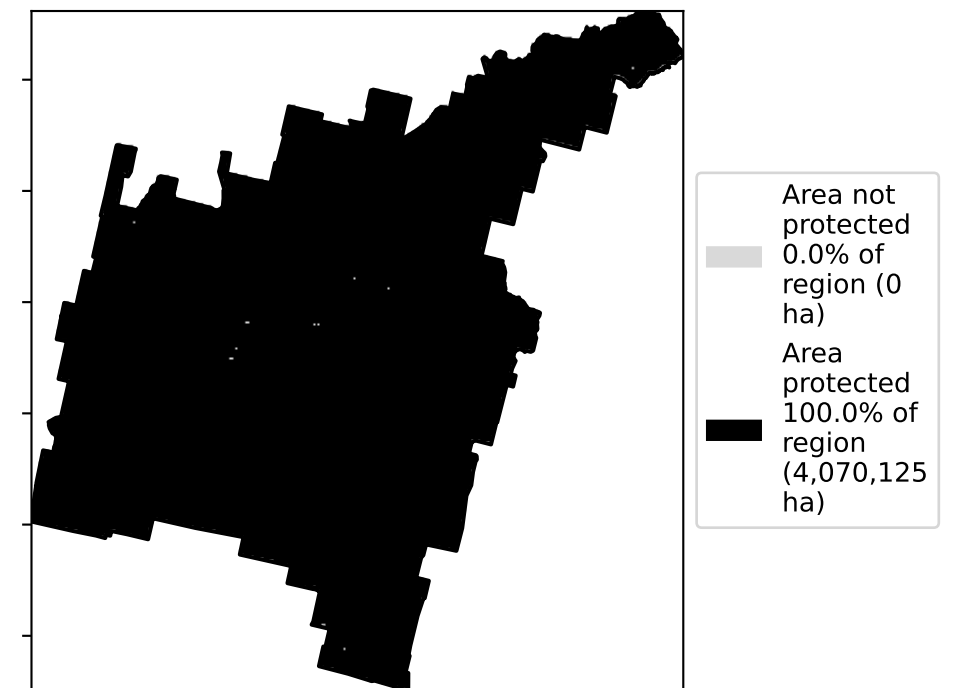 Area not
protected
0.0% of
region (0
ha)
Area
protected
100.0% of
region
(4,070,125
ha)